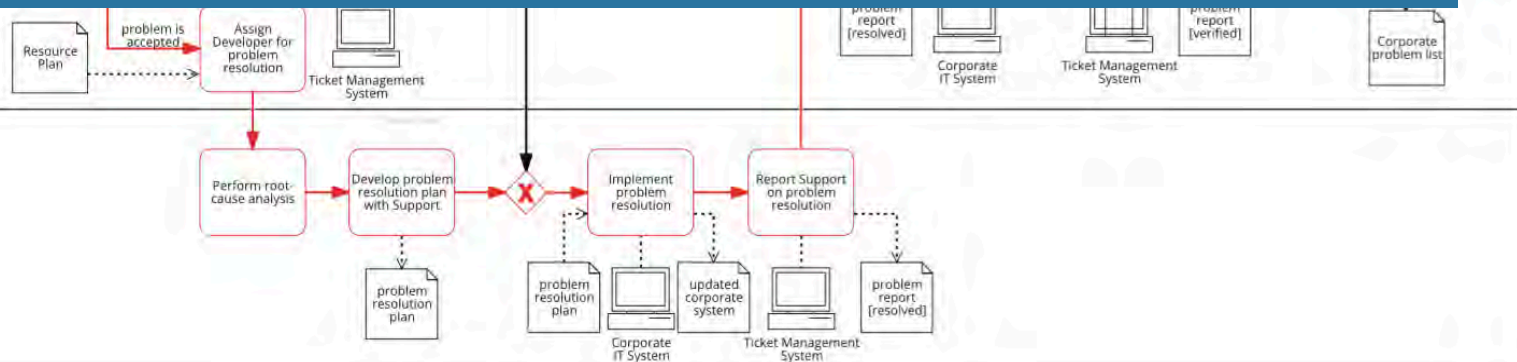 problem is
accepted
Resource
Plan
Assign
Developer for
problem
resolution
Ticket Management
System
problem
report
[resolved]
Corporate
IT System
Ticket Management
System
problem
report
[verified]
Corporate
problem list
Perform root-
cause analysis
Develop problem
resolution plan
with Support
X
Implement
problem
resolution
Report Support
on problem
resolution
problem
resolution
plan
problem
resolution
plan
Corporate
IT System
updated
corporate
system
Ticket Management
System
problem
report
[resolved]